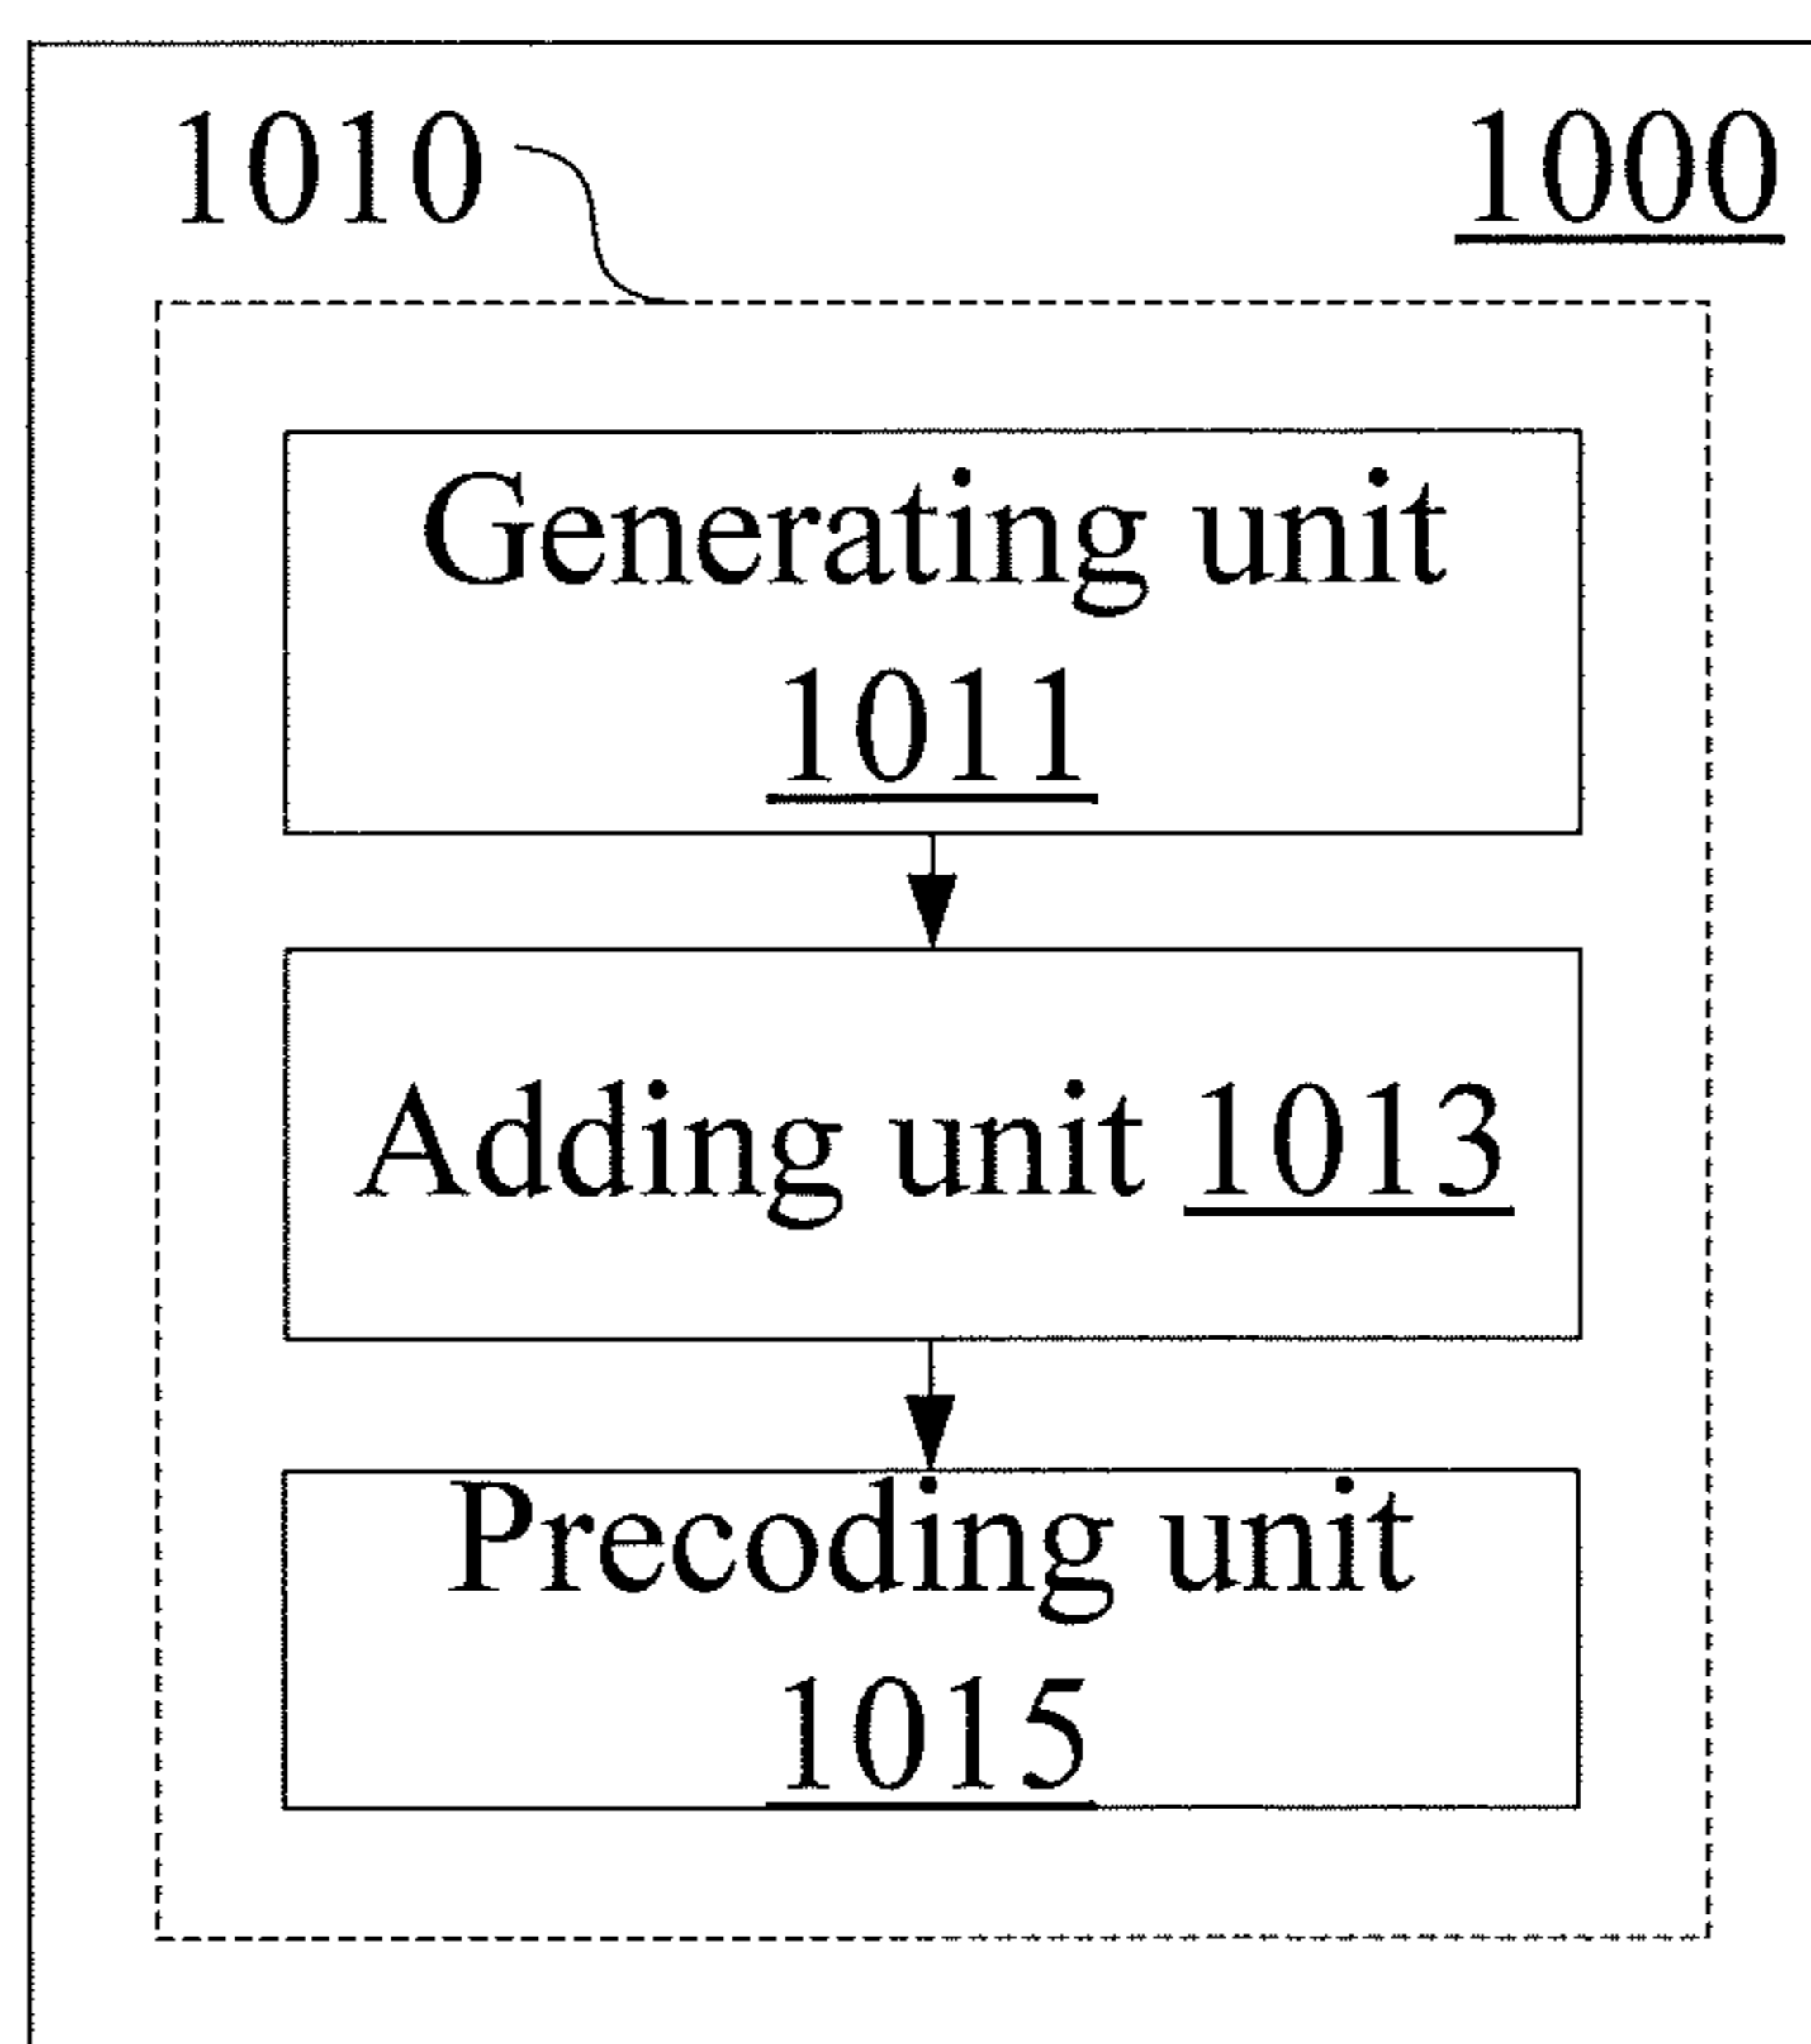 1010
1000
Generating unit
1011
Adding unit 1013
Precoding unit
1015